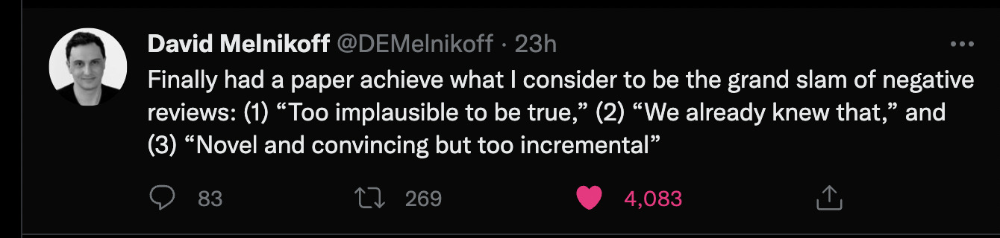 David Melnikoff @DEMelnikoff · 23h
Finally had a paper achieve what I consider to be the grand slam of negative
reviews: (1) “Too implausible to be true,” (2) “We already knew that,” and
(3) “Novel and convincing but too incremental”
83 269 4,083